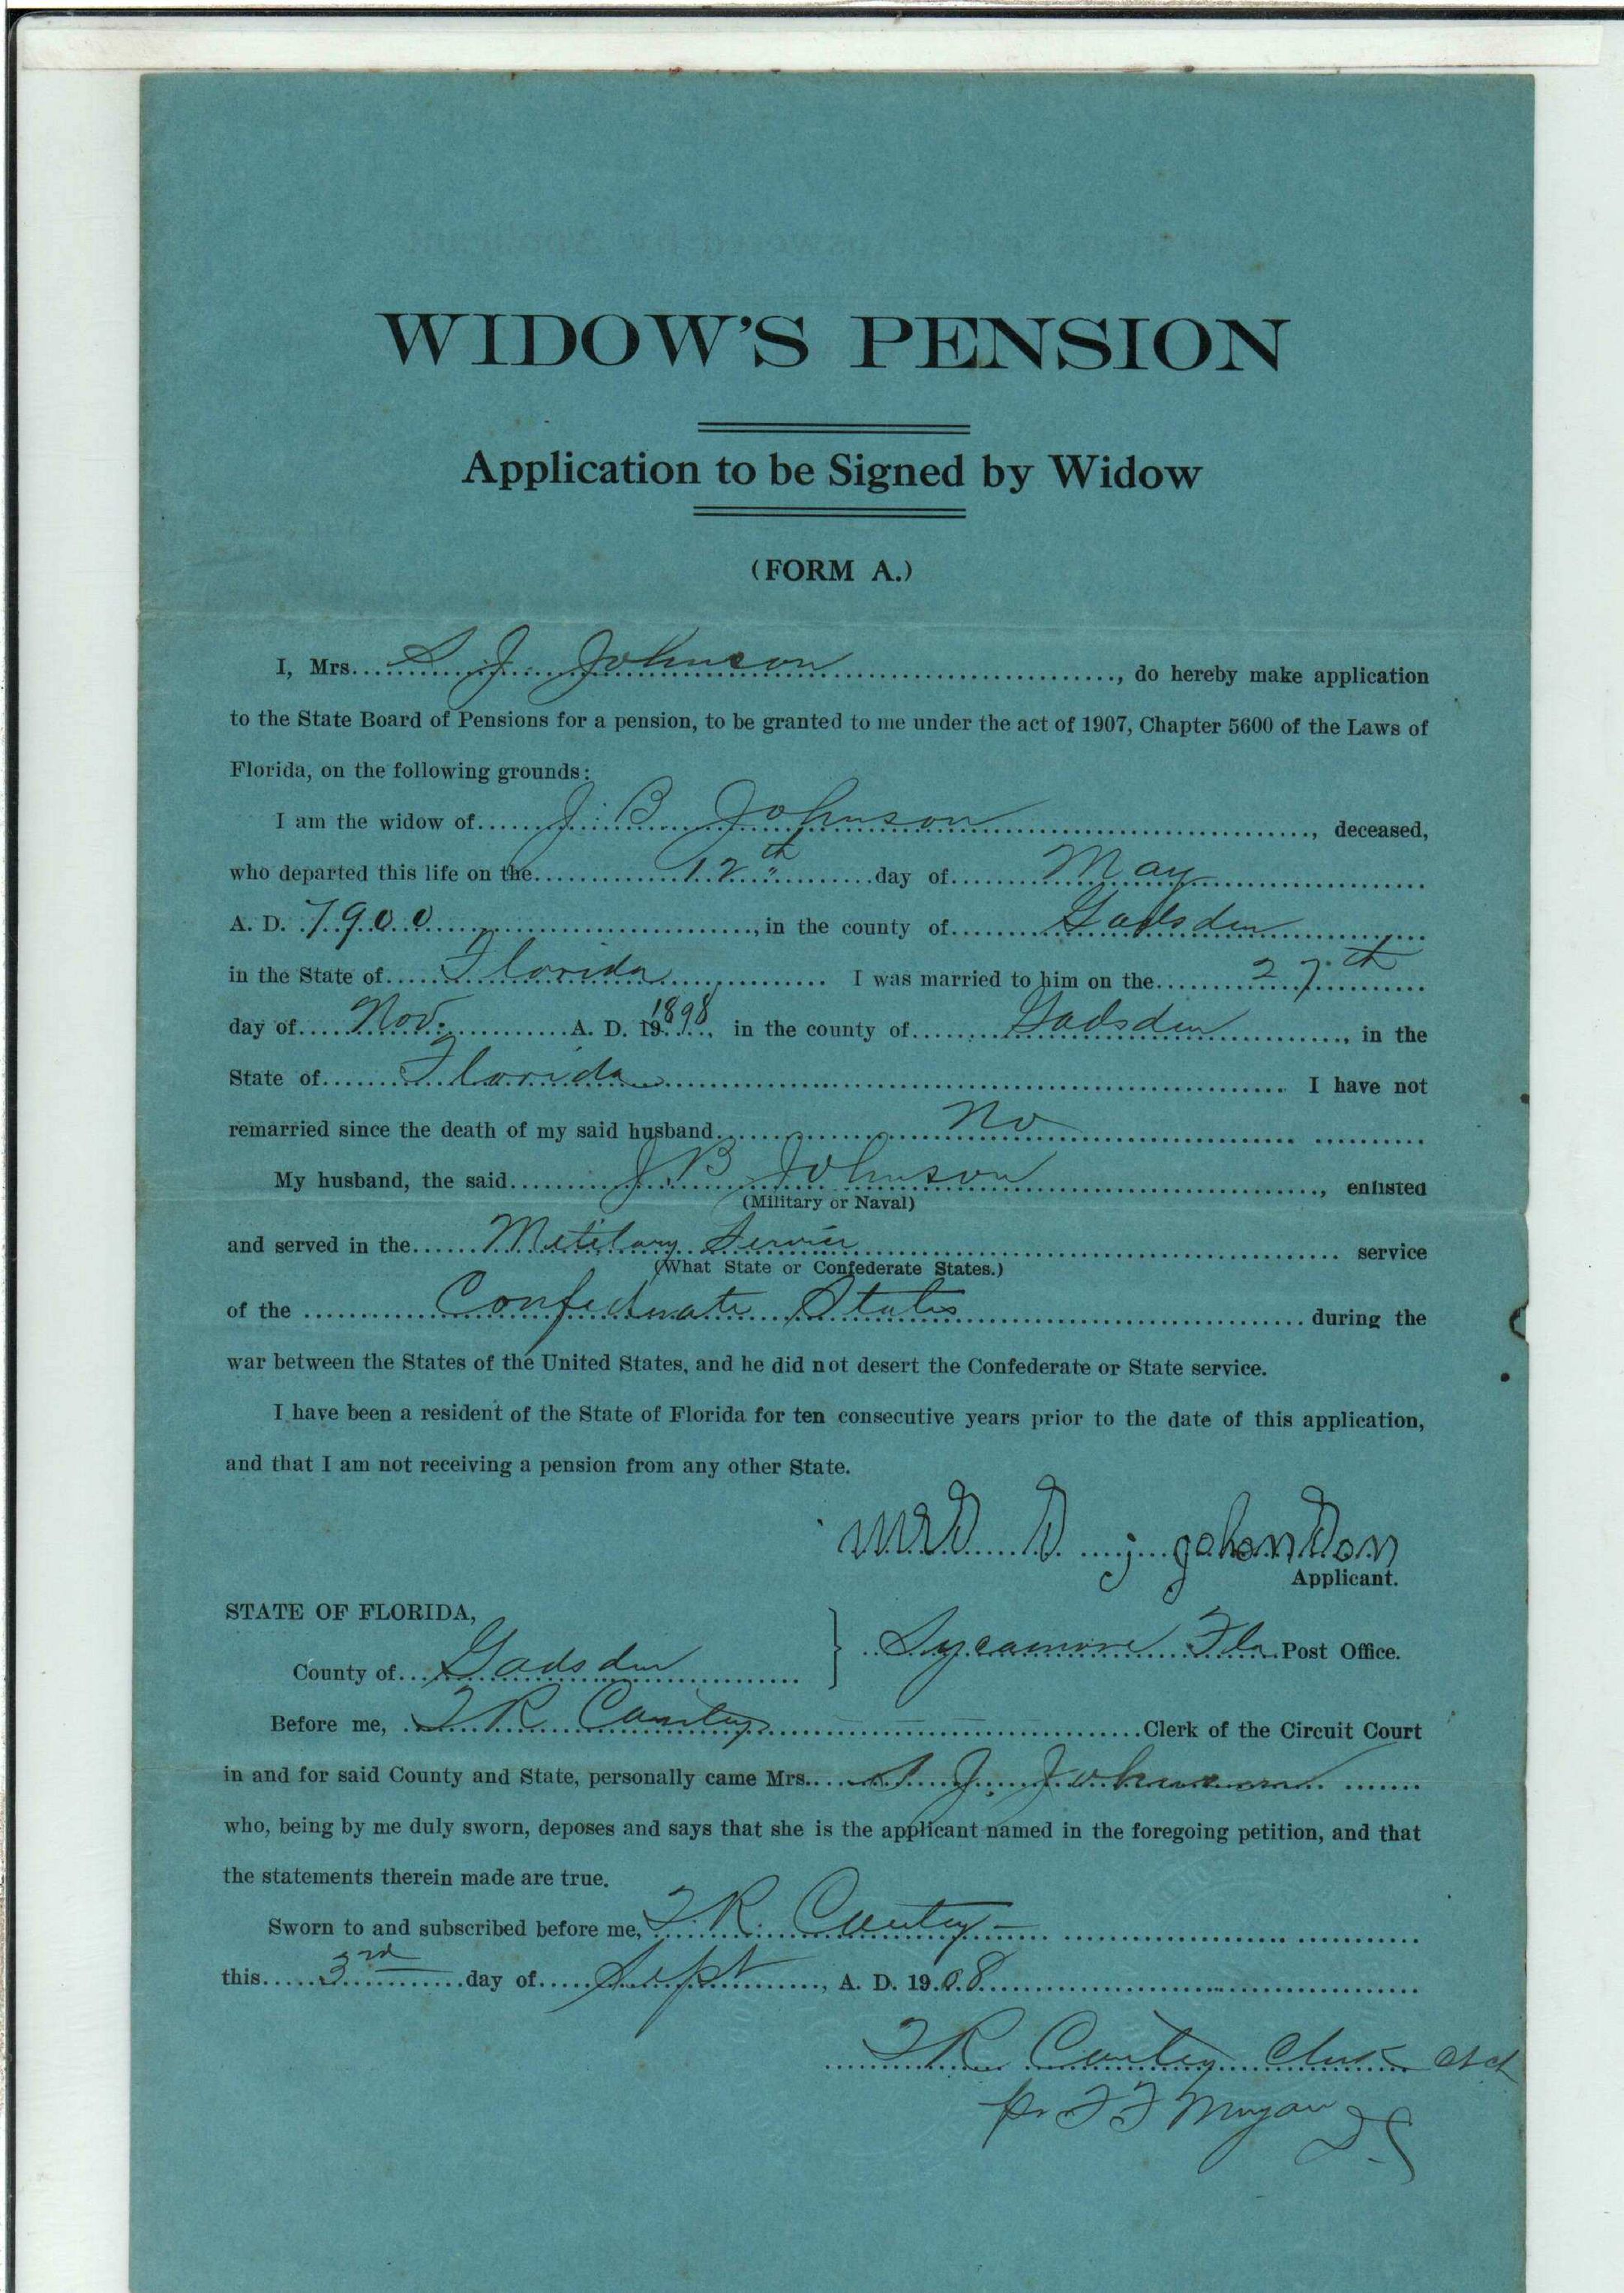 WIDOW'S PENSION
Application to be Signed by Widow
(FORM A.)
I, Mrs. S J Johnson, do hereby make application
to the State Board of Pensions for a pension, to be granted to me under the act of 1907, Chapter 5600 of the Laws of
Florida, on the following grounds:
I am the widow of J. B. Johnson, deceased,
who departed this life on the 12th day of May
A. D. 1900, in the county of Gadsden
in the State of Florida I was married to him on the 27th
day of Nov. A. D. 19 1898, in the county of Gadsden, in the
State of Florida I have not
remarried since the death of my said husband No
My husband, the said J. B Johnson, enlisted
(Military or Naval)
and served in the Metilary Service service
(What State or Confederate States.)
of the Confederate States during the
war between the States of the United States, and he did not desert the Confederate or State service.
I have been a resident of the State of Florida for ten consecutive years prior to the date of this application,
and that I am not receiving a pension from any other State.
mrs S j
Applicant.
STATE OF FLORIDA,
County of Gadsden } Sycamore Fla Post Office.
Before me, T R Clerk of the Circuit Court
in and for said County and State, personally came Mrs. S. J. Johnson
who, being by me duly sworn, deposes and says that she is the applicant named in the foregoing petition, and that
the statements therein made are true.
Sworn to and subscribed before me, T. R.
this 3rd day of Sept, A. D. 1908
T R Clerk